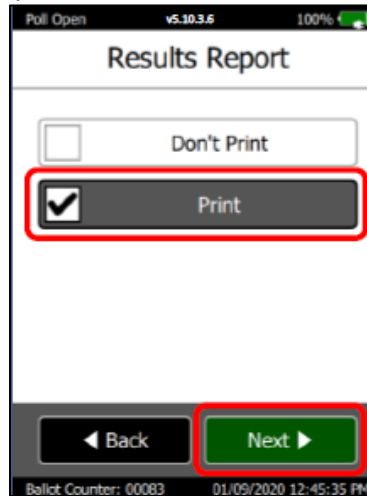 Poll Open v5.10.3.6 100%
Results Report
Don't Print
Print
◀ Back Next ▶
Ballot Counter: 00083 01/09/2020 12:45:35 PM